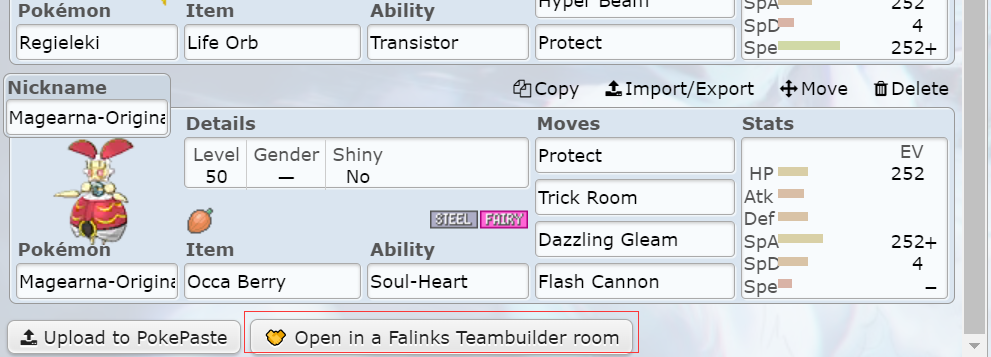 Pokémon Item Ability Hyper Beam SpA 252
SpD 4
Regieleki Life Orb Transistor Protect Spe 252+
Nickname Copy Import/Export Move Delete
Magearna-Origina
Details Moves Stats
Level Gender Shiny Protect EV
50 — No HP 252
Trick Room Atk
STEEL FAIRY Def
Dazzling Gleam SpA 252+
Pokémon Item Ability SpD 4
Magearna-Origina Occa Berry Soul-Heart Flash Cannon Spe −
Upload to PokePaste Open in a Falinks Teambuilder room